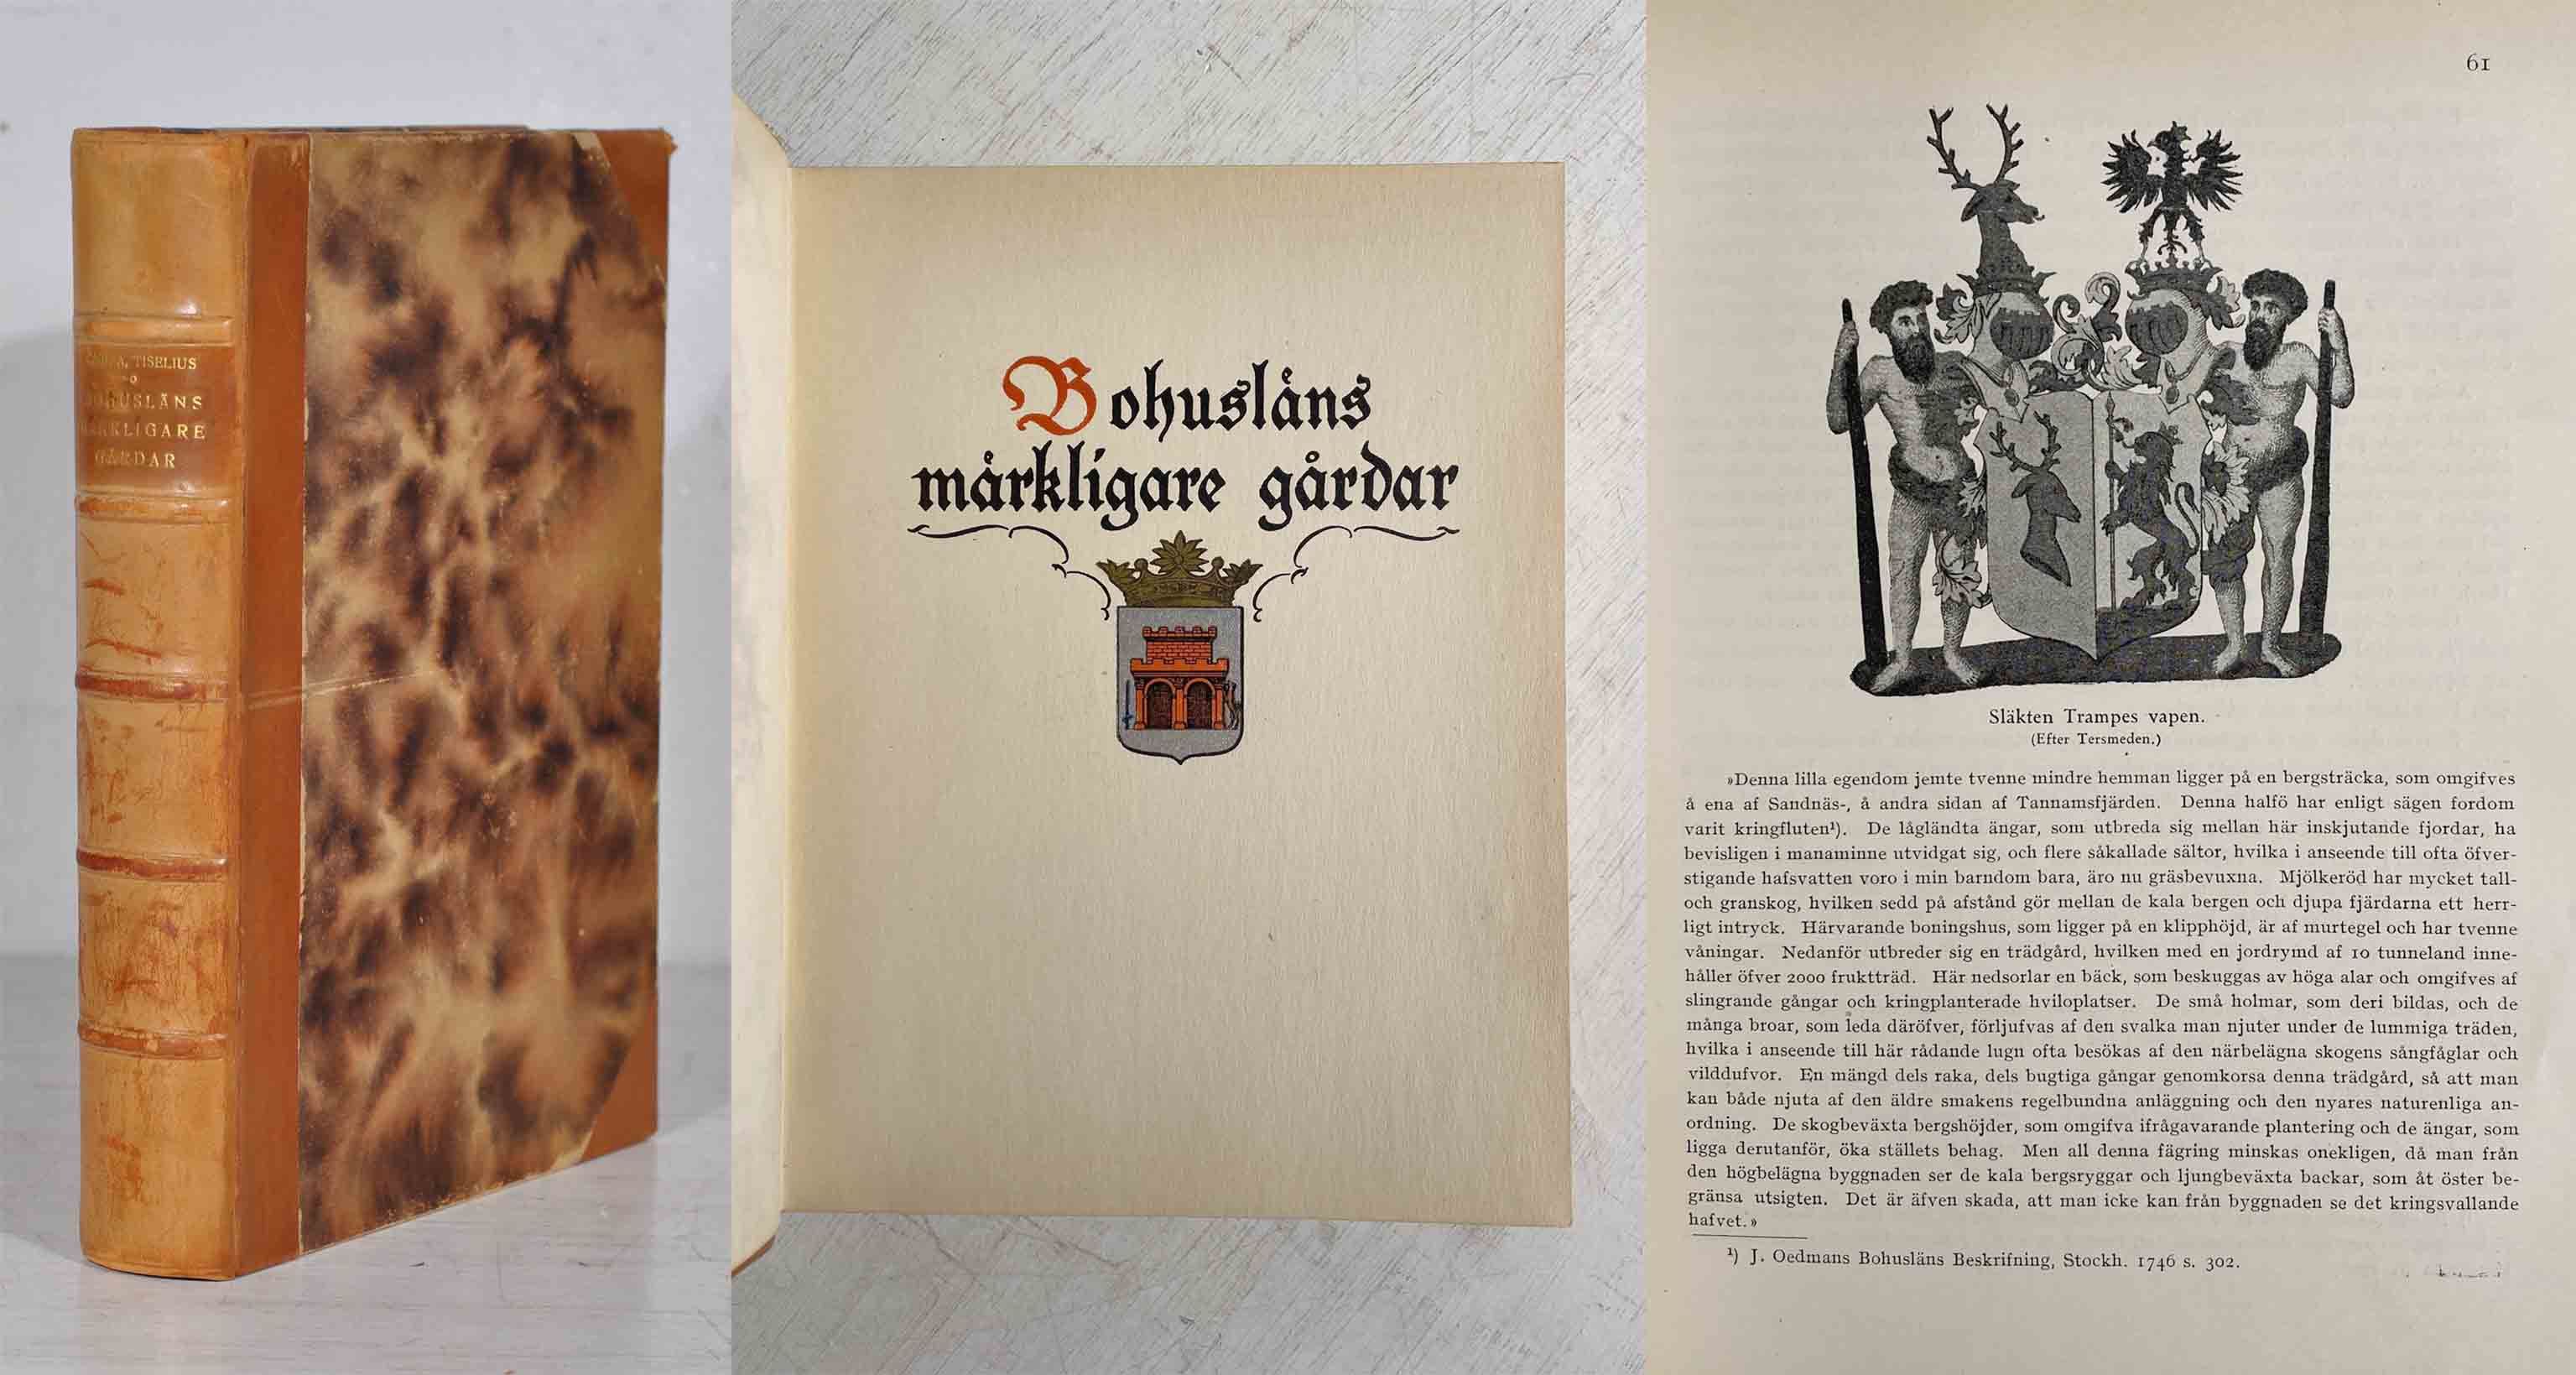 A. TISELIUS
BOHUSLÄNS
MÄRKLIGARE
GÅRDAR
Bohusläns
märkligare gårdar
61
Släkten Trampes vapen.
(Efter Tersmeden.)
»Denna lilla egendom jemte tvenne mindre hemman ligger på en bergsträcka, som omgifves
å ena af Sandnäs-, å andra sidan af Tannamsfjärden. Denna halfö har enligt sägen fordom
varit kringfluten¹). De lågländta ängar, som utbreda sig mellan här inskjutande fjordar, ha
bevisligen i manaminne utvidgat sig, och flere såkallade sältor, hvilka i anseende till ofta öfver-
stigande hafsvatten voro i min barndom bara, äro nu gräsbevuxna. Mjölkeröd har mycket tall-
och granskog, hvilken sedd på afstånd gör mellan de kala bergen och djupa fjärdarna ett herr-
ligt intryck. Härvarande boningshus, som ligger på en klipphöjd, är af murtegel och har tvenne
våningar. Nedanför utbreder sig en trädgård, hvilken med en jordrymd af 10 tunneland inne-
håller öfver 2000 fruktträd. Här nedsorlar en bäck, som beskuggas av höga alar och omgifves af
slingrande gångar och kringplanterade hviloplatser. De små holmar, som deri bildas, och de
många broar, som leda däröfver, förljufvas af den svalka man njuter under de lummiga träden,
hvilka i anseende till här rådande lugn ofta besökas af den närbelägna skogens sångfåglar och
vilddufvor. En mängd dels raka, dels bugtiga gångar genomkorsa denna trädgård, så att man
kan både njuta af den äldre smakens regelbundna anläggning och den nyares naturenliga an-
ordning. De skogbeväxta bergshöjder, som omgifva ifrågavarande plantering och de ängar, som
ligga derutanför, öka ställets behag. Men all denna fägring minskas onekligen, då man från
den högbelägna byggnaden ser de kala bergsryggar och ljungbeväxta backar, som åt öster be-
gränsa utsigten. Det är äfven skada, att man icke kan från byggnaden se det kringsvallande
hafvet.»
¹) J. Oedmans Bohusläns Beskrifning, Stockh. 1746 s. 302.